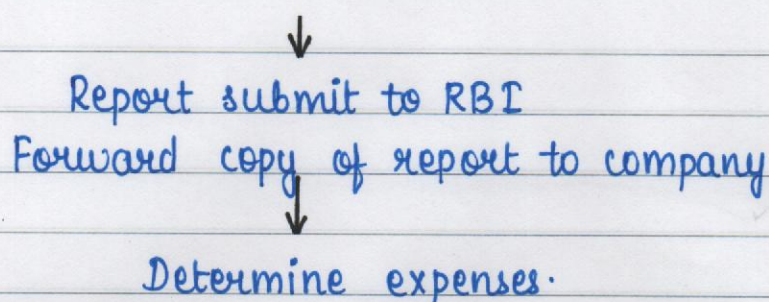 Report submit to RBI
Forward copy of report to company
Determine expenses.